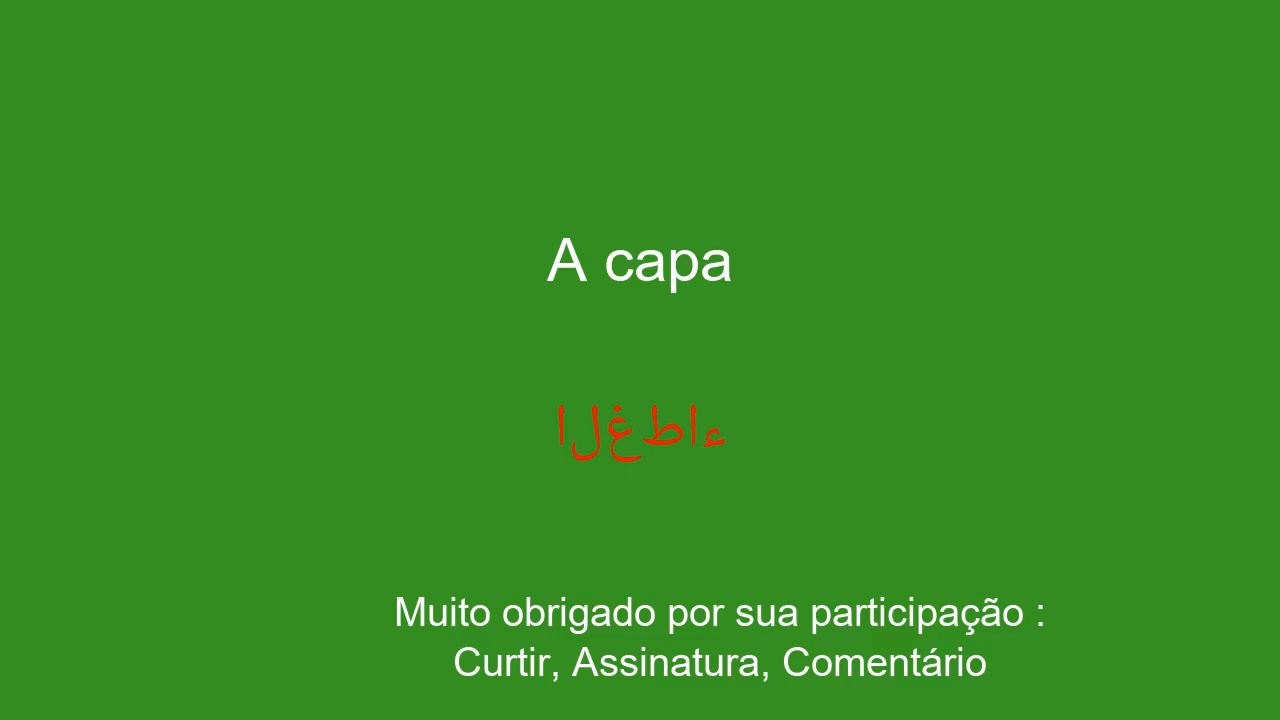 A capa
الغطاء
Muito obrigado por sua participação :
Curtir, Assinatura, Comentário